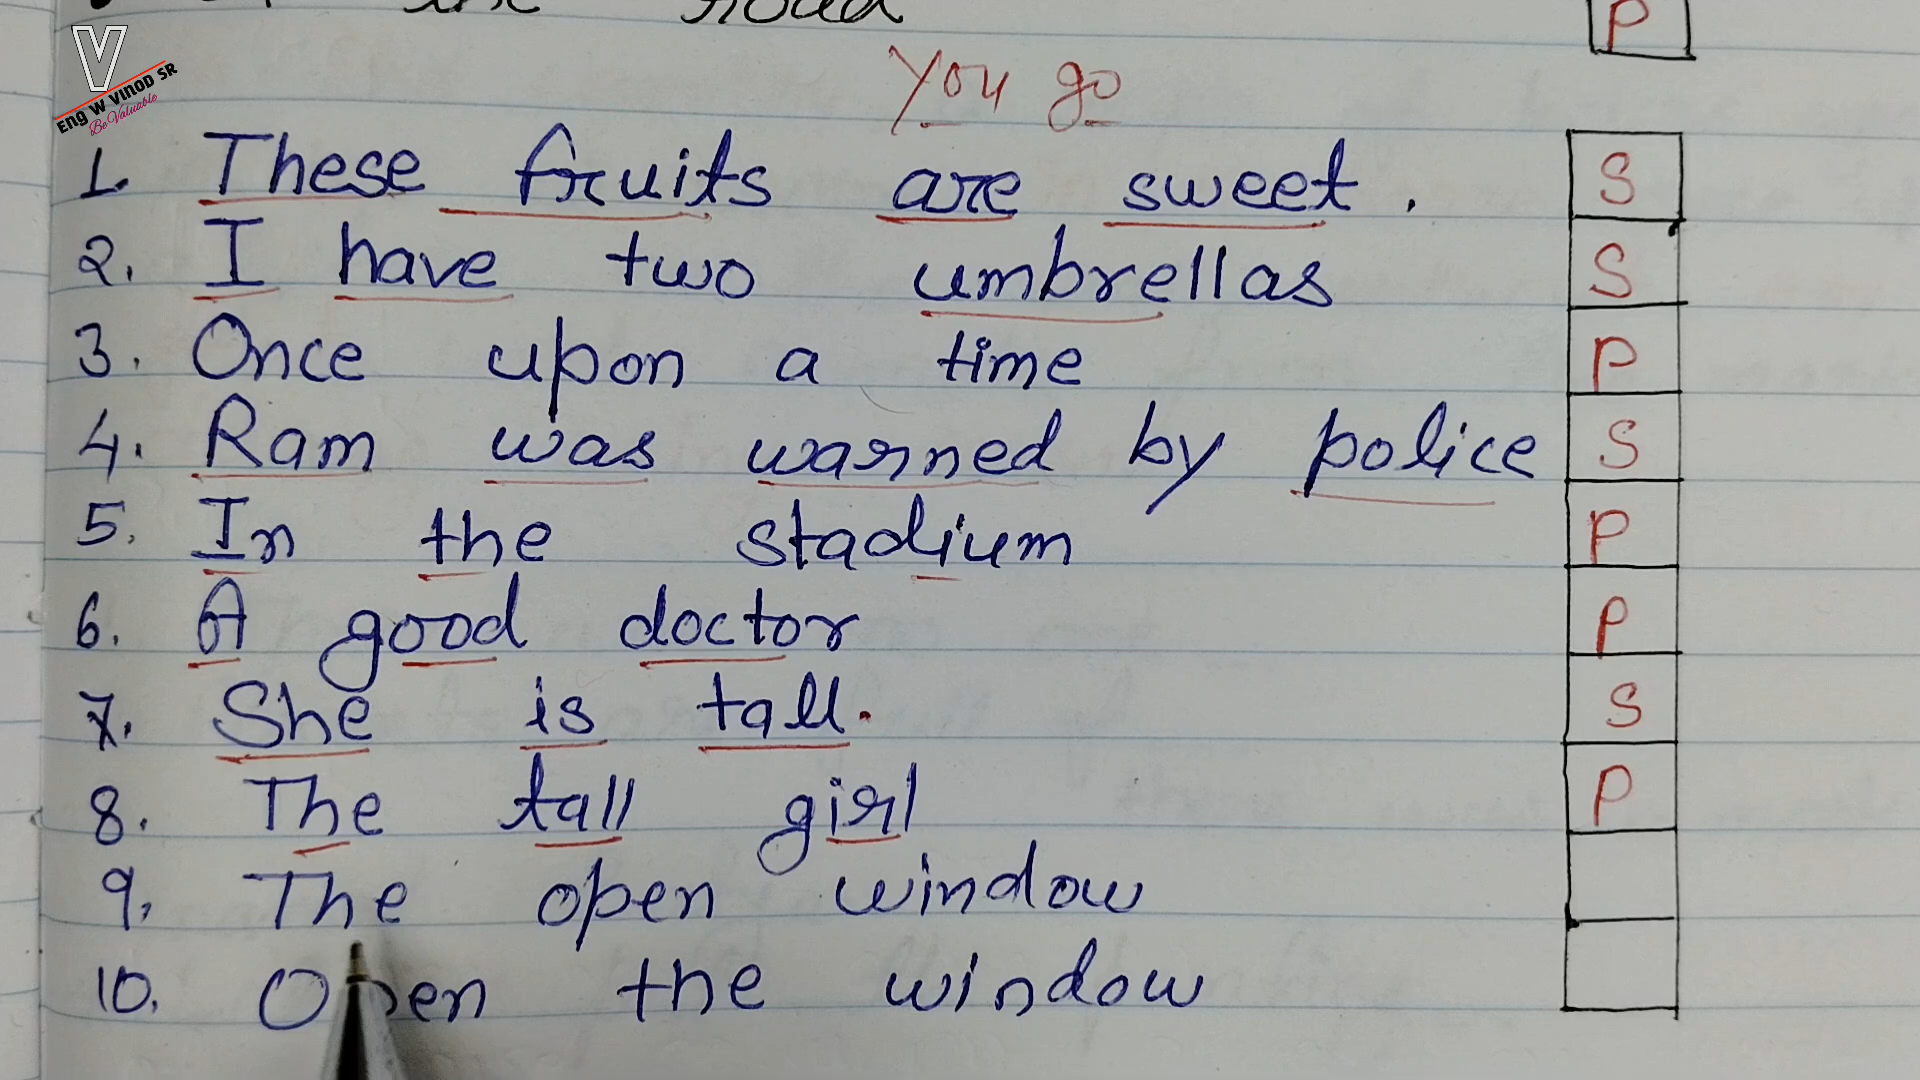 the road P
V
Eng W Vinod SR
Be Valuable
You go
1. These fruits are sweet. S
2. I have two umbrellas S
3. Once upon a time P
4. Ram was warned by police S
5. In the stadium P
6. A good doctor P
7. She is tall. S
8. The tall girl P
9. The open window
10. Open the window